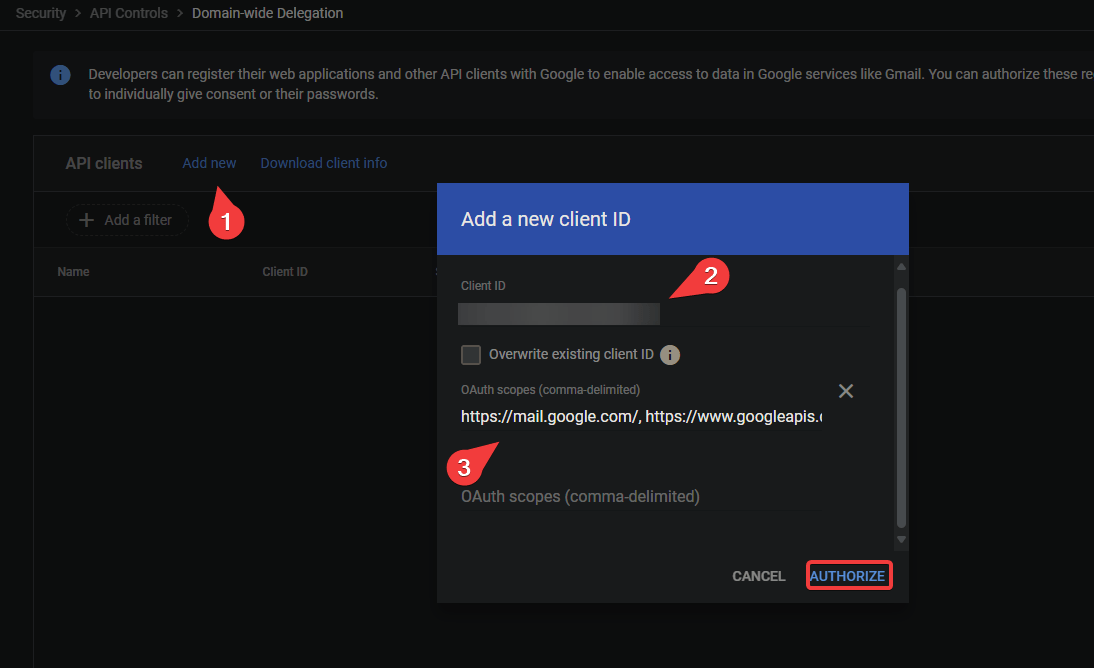 Security > API Controls > Domain-wide Delegation
Developers can register their web applications and other API clients with Google to enable access to data in Google services like Gmail. You can authorize these re
to individually give consent or their passwords.
API clients Add new Download client info
Add a filter
1
Name Client ID
Add a new client ID
2
Client ID
Overwrite existing client ID
OAuth scopes (comma-delimited)
https://mail.google.com/, https://www.googleapis.
3
OAuth scopes (comma-delimited)
CANCEL AUTHORIZE